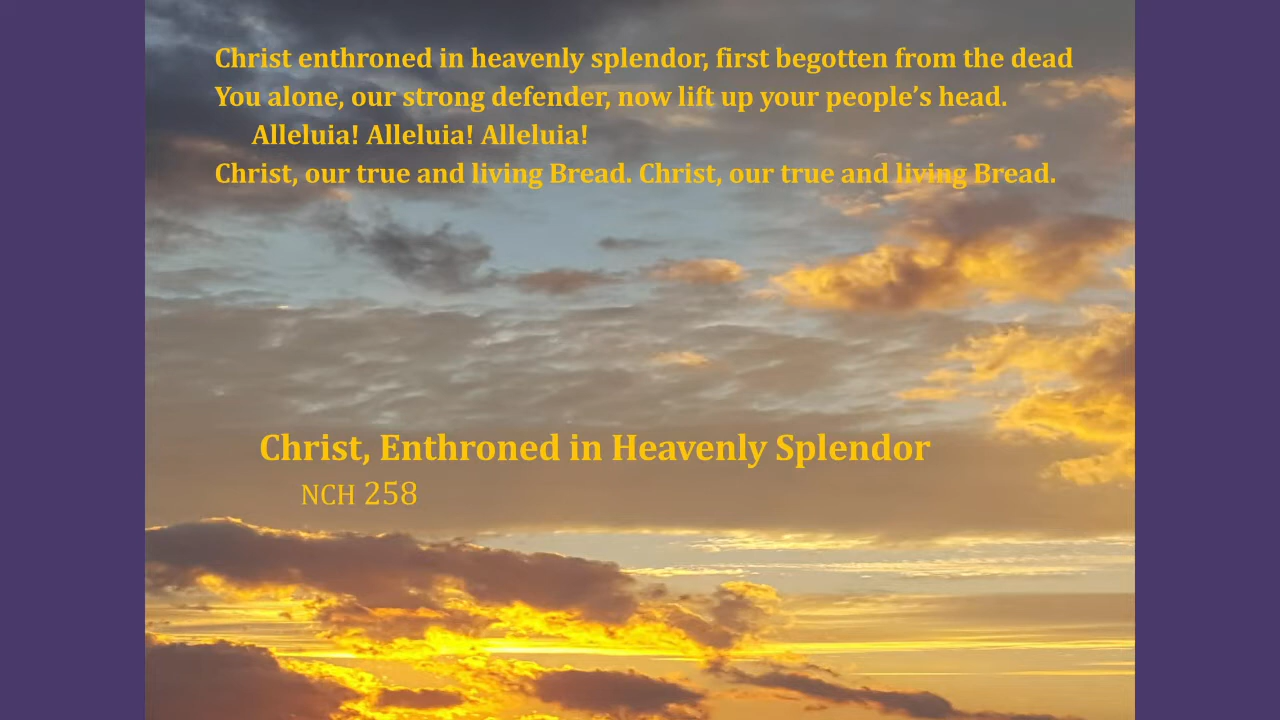 Christ enthroned in heavenly splendor, first begotten from the dead
You alone, our strong defender, now lift up your people’s head.
Alleluia! Alleluia! Alleluia!
Christ, our true and living Bread. Christ, our true and living Bread.
Christ, Enthroned in Heavenly Splendor
NCH 258